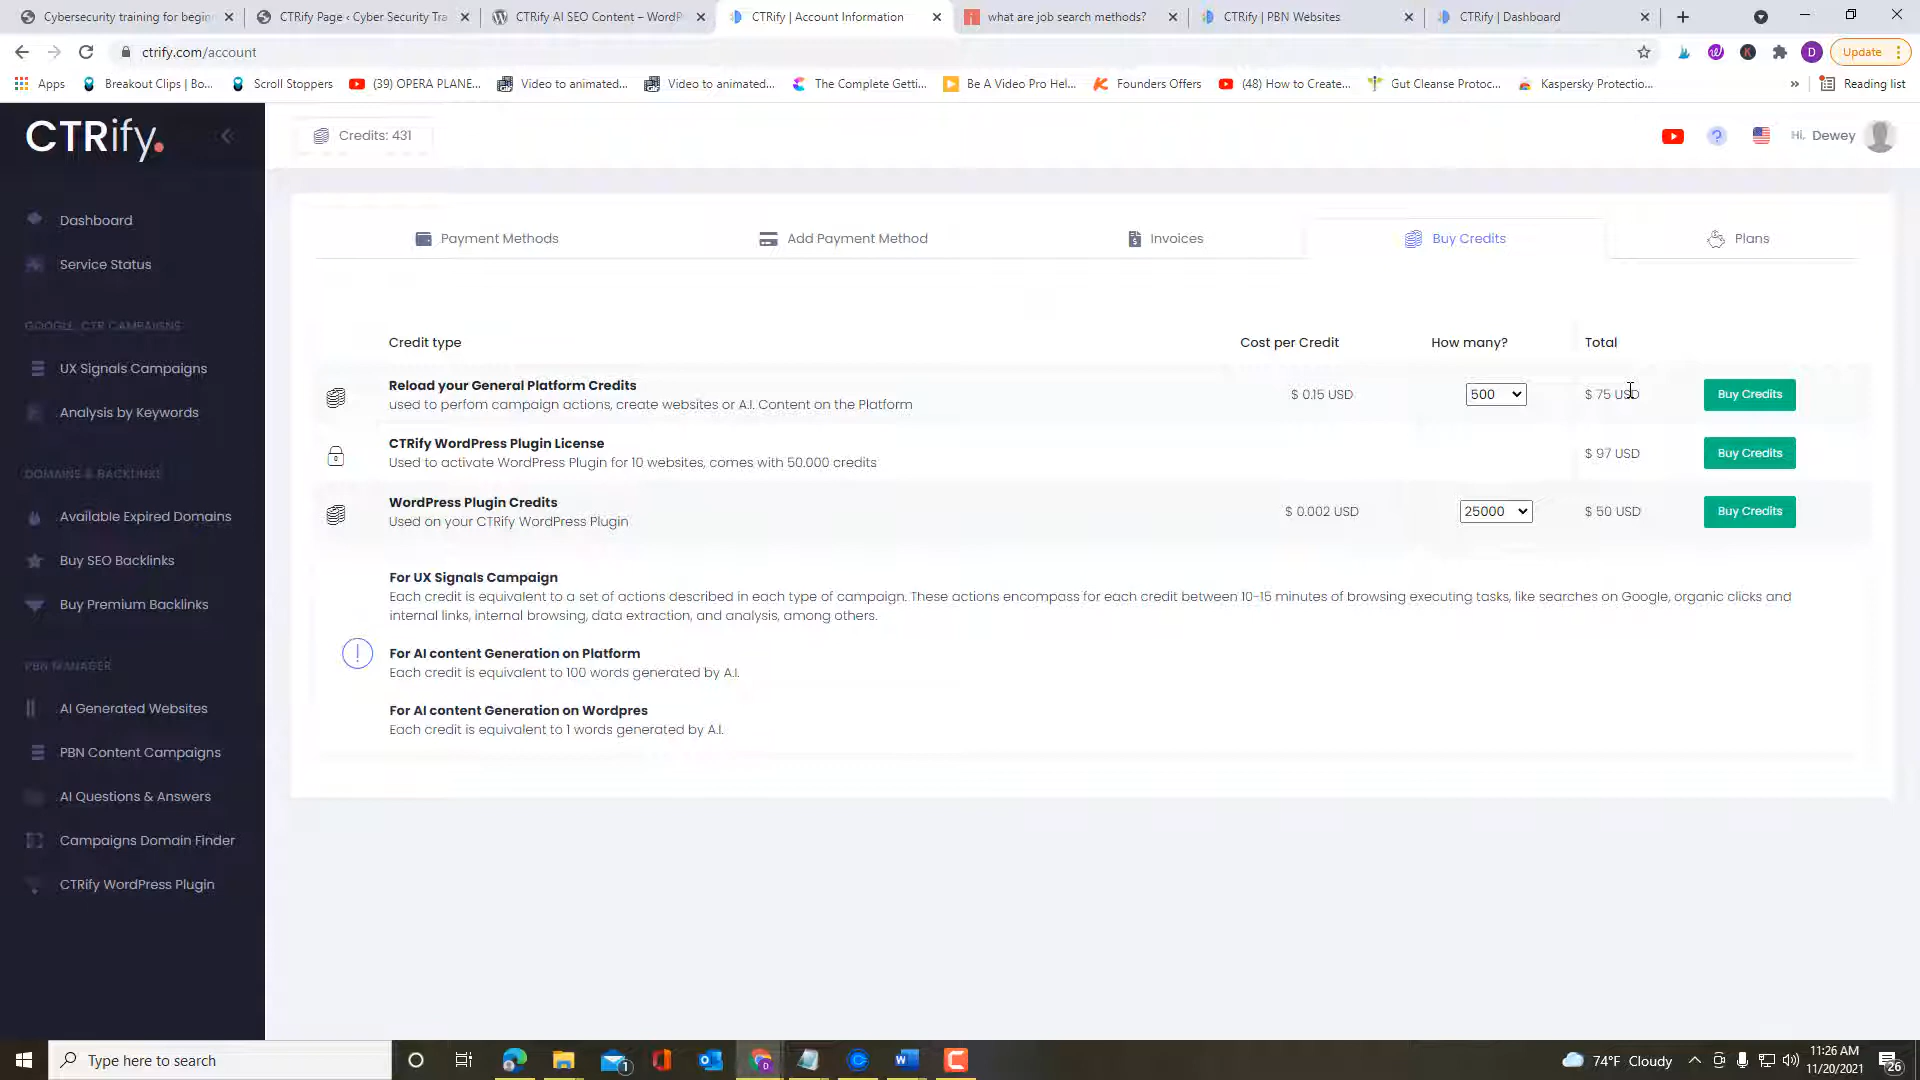 Cybersecurity training for begin
CTRify Page ‹ Cyber Security Tra
CTRify AI SEO Content – WordP
CTRify | Account Information
what are job search methods?
CTRify | PBN Websites
CTRify | Dashboard
ctrify.com/account
D
Update
Apps
Breakout Clips | Bo...
Scroll Stoppers
(39) OPERA PLANE...
Video to animated...
Video to animated...
The Complete Getti...
Be A Video Pro Hel...
Founders Offers
(48) How to Create...
Gut Cleanse Protoc...
Kaspersky Protectio...
»
Reading list
CTRify.
Credits: 431
Hi, Dewey
Dashboard
Service Status
GOOGLE CTR CAMPAIGNS
UX Signals Campaigns
Analysis by Keywords
DOMAINS & BACKLINKS
Available Expired Domains
Buy SEO Backlinks
Buy Premium Backlinks
PBN MANAGER
AI Generated Websites
PBN Content Campaigns
AI Questions & Answers
Campaigns Domain Finder
CTRify WordPress Plugin
Payment Methods
Add Payment Method
Invoices
Buy Credits
Plans
Credit type
Cost per Credit
How many?
Total
Reload your General Platform Credits
used to perfom campaign actions, create websites or A.I. Content on the Platform
$ 0.15 USD
500
$ 75 USD
Buy Credits
CTRify WordPress Plugin License
Used to activate WordPress Plugin for 10 websites, comes with 50.000 credits
$ 97 USD
Buy Credits
WordPress Plugin Credits
Used on your CTRify WordPress Plugin
$ 0.002 USD
25000
$ 50 USD
Buy Credits
For UX Signals Campaign
Each credit is equivalent to a set of actions described in each type of campaign. These actions encompass for each credit between 10-15 minutes of browsing executing tasks, like searches on Google, organic clicks and
internal links, internal browsing, data extraction, and analysis, among others.
For AI content Generation on Platform
Each credit is equivalent to 100 words generated by A.I.
For AI content Generation on Wordpres
Each credit is equivalent to 1 words generated by A.I.
Type here to search
74°F Cloudy
11:26 AM
11/20/2021
26